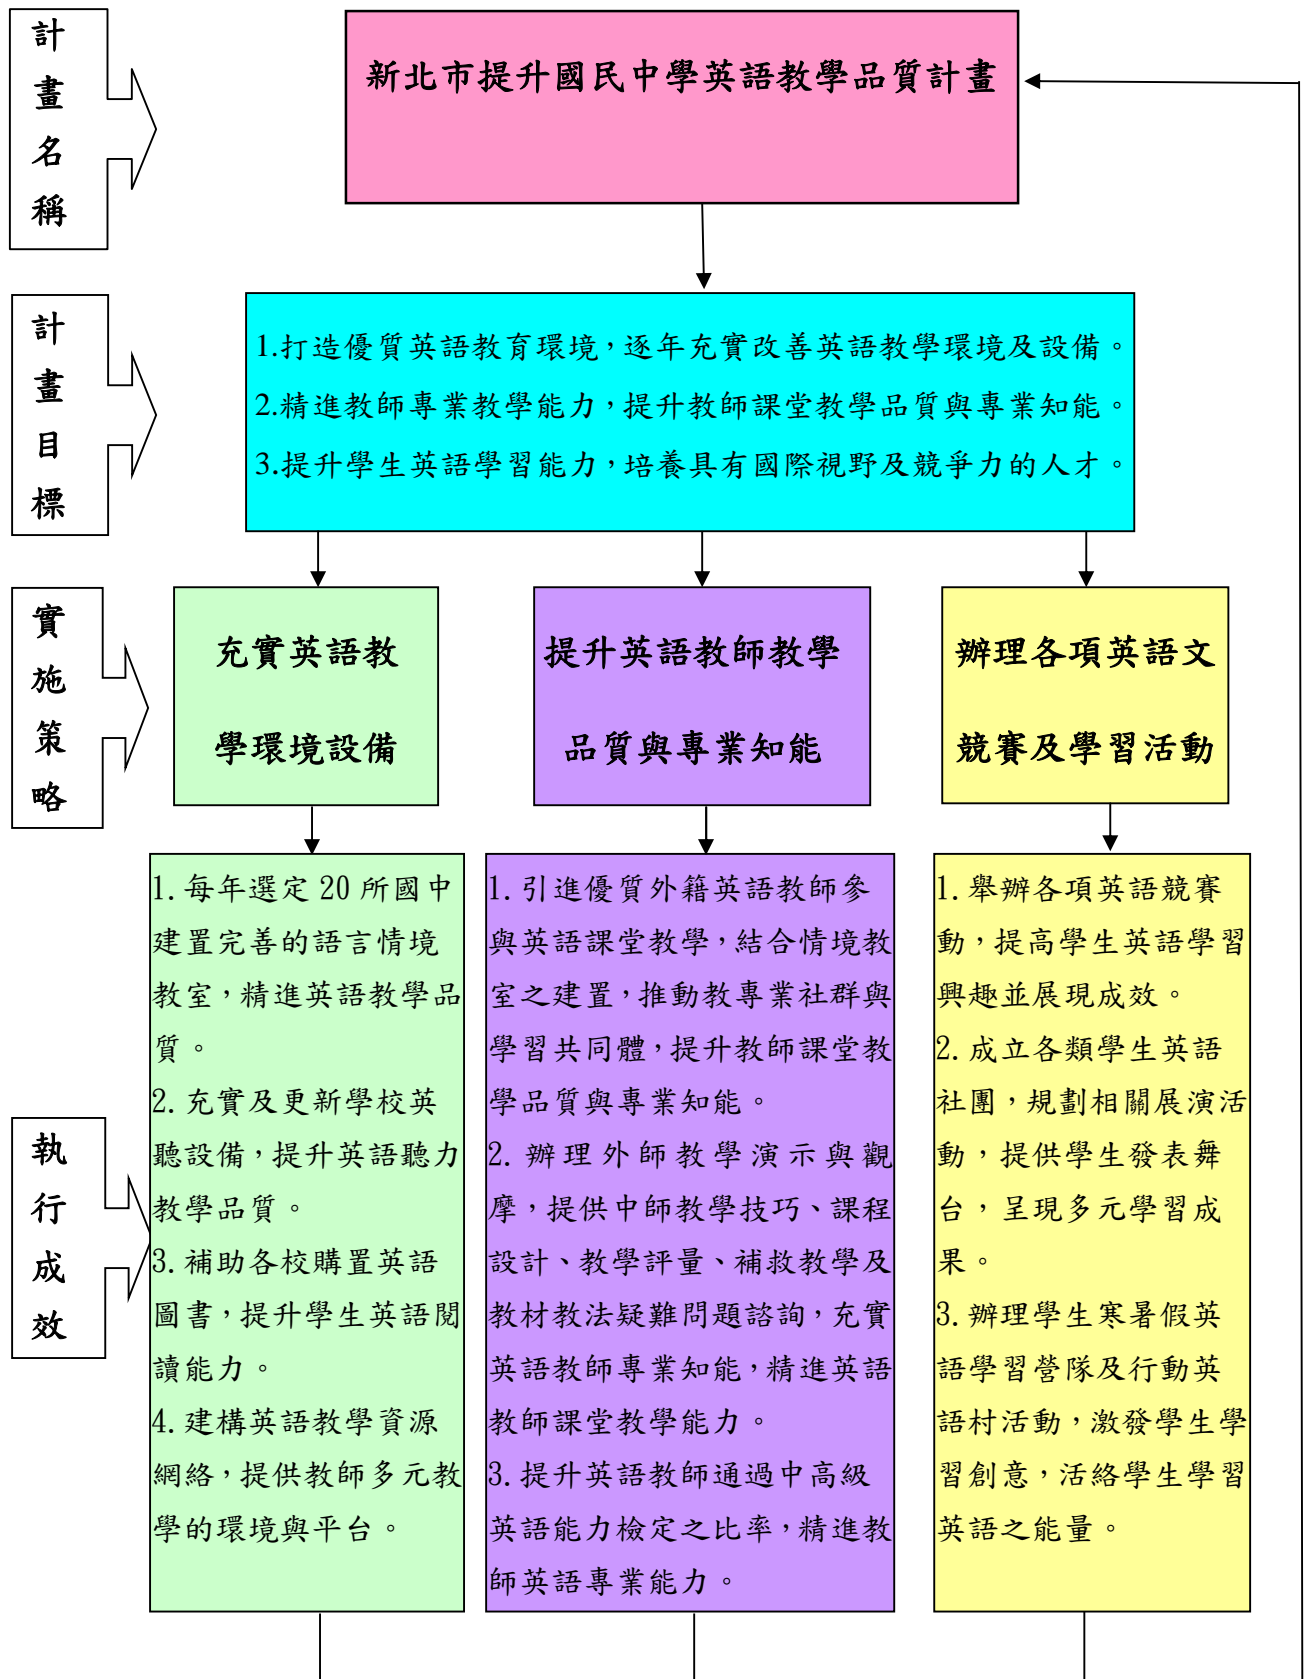 計
畫
名
稱
新北市提升國民中學英語教學品質計畫
計
畫
目
標
1.打造優質英語教育環境，逐年充實改善英語教學環境及設備。
2.精進教師專業教學能力，提升教師課堂教學品質與專業知能。
3.提升學生英語學習能力，培養具有國際視野及競爭力的人才。
實
施
策
略
充實英語教
學環境設備
提升英語教師教學
品質與專業知能
辦理各項英語文
競賽及學習活動
執
行
成
效
1. 每年選定 20 所國中
建置完善的語言情境
教室，精進英語教學品
質。
2. 充實及更新學校英
聽設備，提升英語聽力
教學品質。
3. 補助各校購置英語
圖書，提升學生英語閱
讀能力。
4. 建構英語教學資源
網絡，提供教師多元教
學的環境與平台。
1. 引進優質外籍英語教師參
與英語課堂教學，結合情境教
室之建置，推動教專業社群與
學習共同體，提升教師課堂教
學品質與專業知能。
2. 辦理外師教學演示與觀
摩，提供中師教學技巧、課程
設計、教學評量、補救教學及
教材教法疑難問題諮詢，充實
英語教師專業知能，精進英語
教師課堂教學能力。
3. 提升英語教師通過中高級
英語能力檢定之比率，精進教
師英語專業能力。
1. 舉辦各項英語競賽
動，提高學生英語學習
興趣並展現成效。
2. 成立各類學生英語
社團，規劃相關展演活
動，提供學生發表舞
台，呈現多元學習成
果。
3. 辦理學生寒暑假英
語學習營隊及行動英
語村活動，激發學生學
習創意，活絡學生學習
英語之能量。